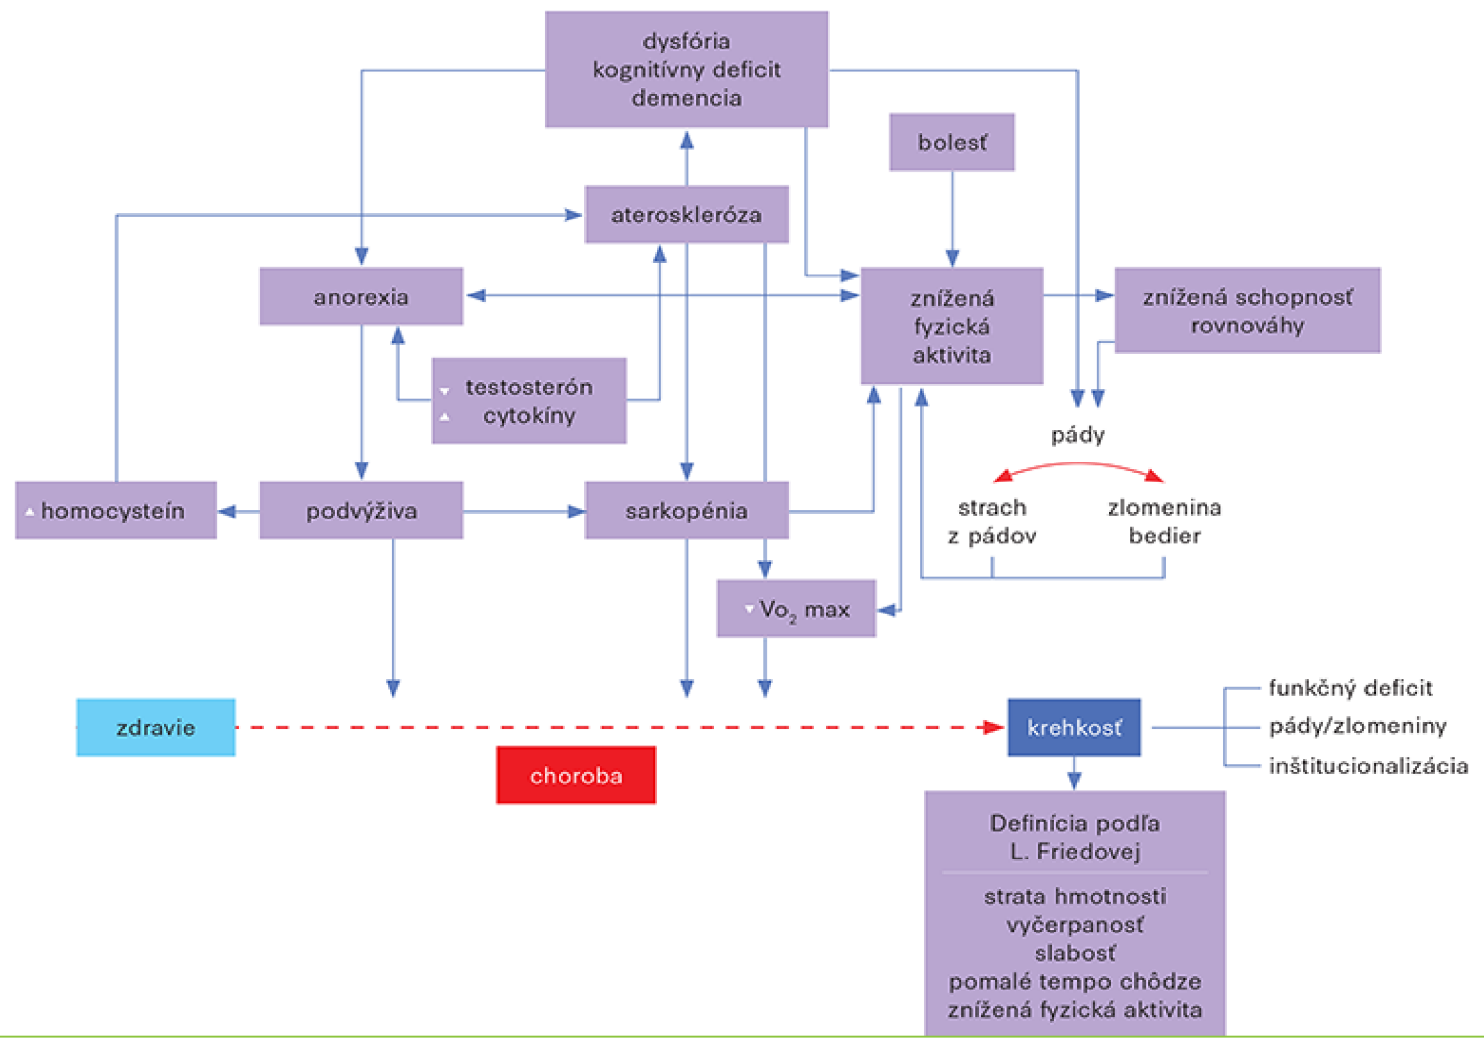 dysfória
kognitívny deficit
demencia
bolesť
ateroskleróza
anorexia
znížená
fyzická
aktivita
znížená schopnosť
rovnováhy
testosterón
cytokíny
pády
homocysteín
podvýživa
sarkopénia
strach
z pádov
zlomenina
bedier
Vo₂ max
zdravie
choroba
krehkosť
funkčný deficit
pády/zlomeniny
inštitucionalizácia
Definícia podľa
L. Friedovej
strata hmotnosti
vyčerpanosť
slabosť
pomalé tempo chôdze
znížená fyzická aktivita